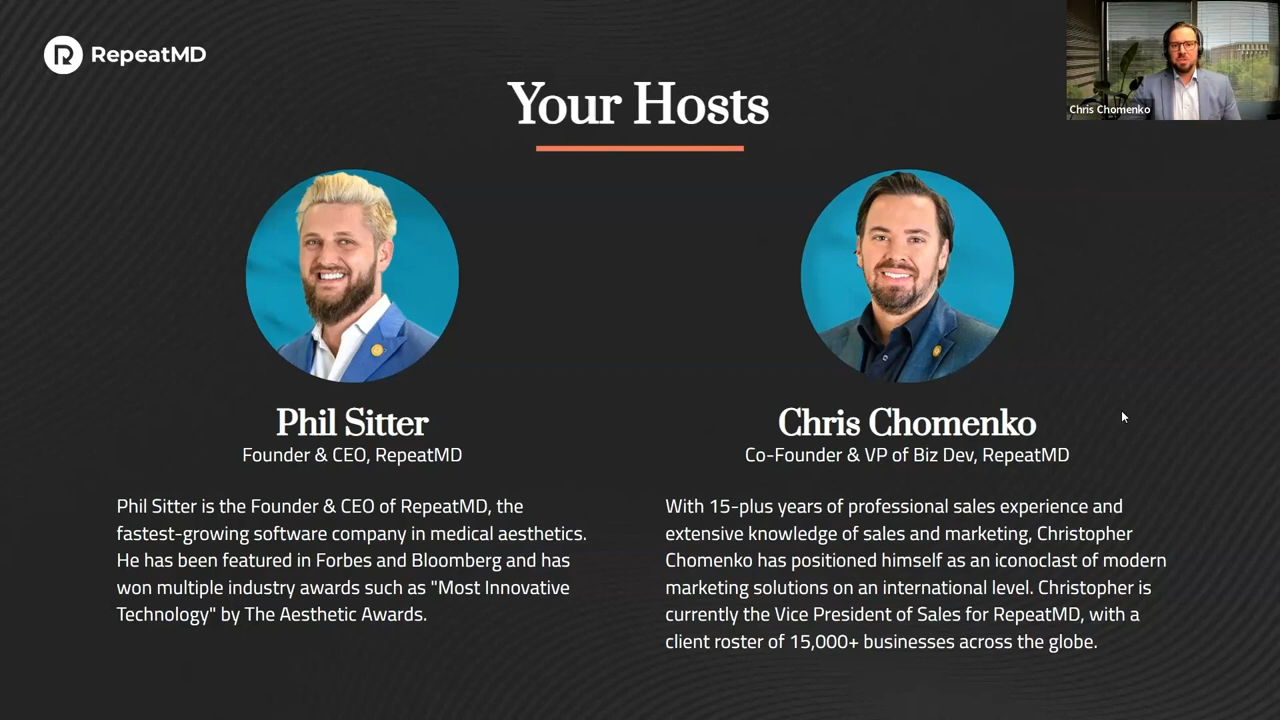 RepeatMD
Chris Chomenko
Your Hosts
Phil Sitter
Founder & CEO, RepeatMD
Phil Sitter is the Founder & CEO of RepeatMD, the
fastest-growing software company in medical aesthetics.
He has been featured in Forbes and Bloomberg and has
won multiple industry awards such as "Most Innovative
Technology" by The Aesthetic Awards.
Chris Chomenko
Co-Founder & VP of Biz Dev, RepeatMD
With 15-plus years of professional sales experience and
extensive knowledge of sales and marketing, Christopher
Chomenko has positioned himself as an iconoclast of modern
marketing solutions on an international level. Christopher is
currently the Vice President of Sales for RepeatMD, with a
client roster of 15,000+ businesses across the globe.